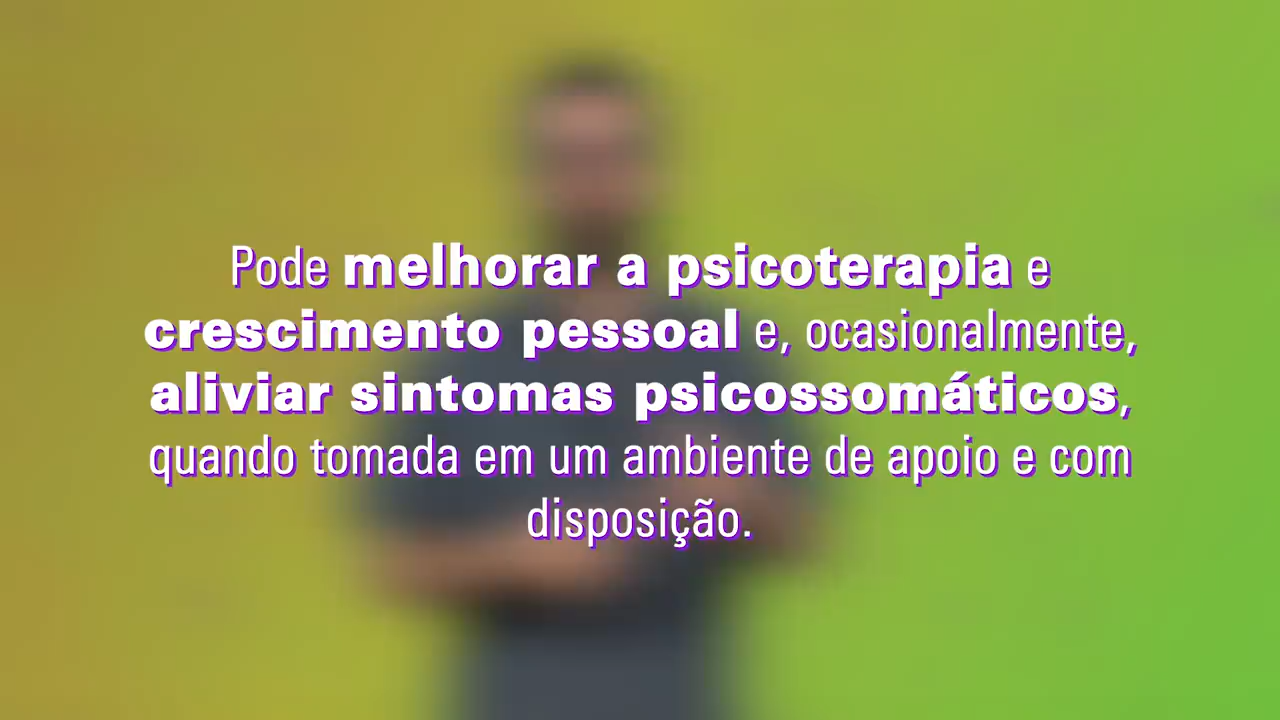 Pode melhorar a psicoterapia e
crescimento pessoal e, ocasionalmente,
aliviar sintomas psicossomáticos,
quando tomada em um ambiente de apoio e com
disposição.